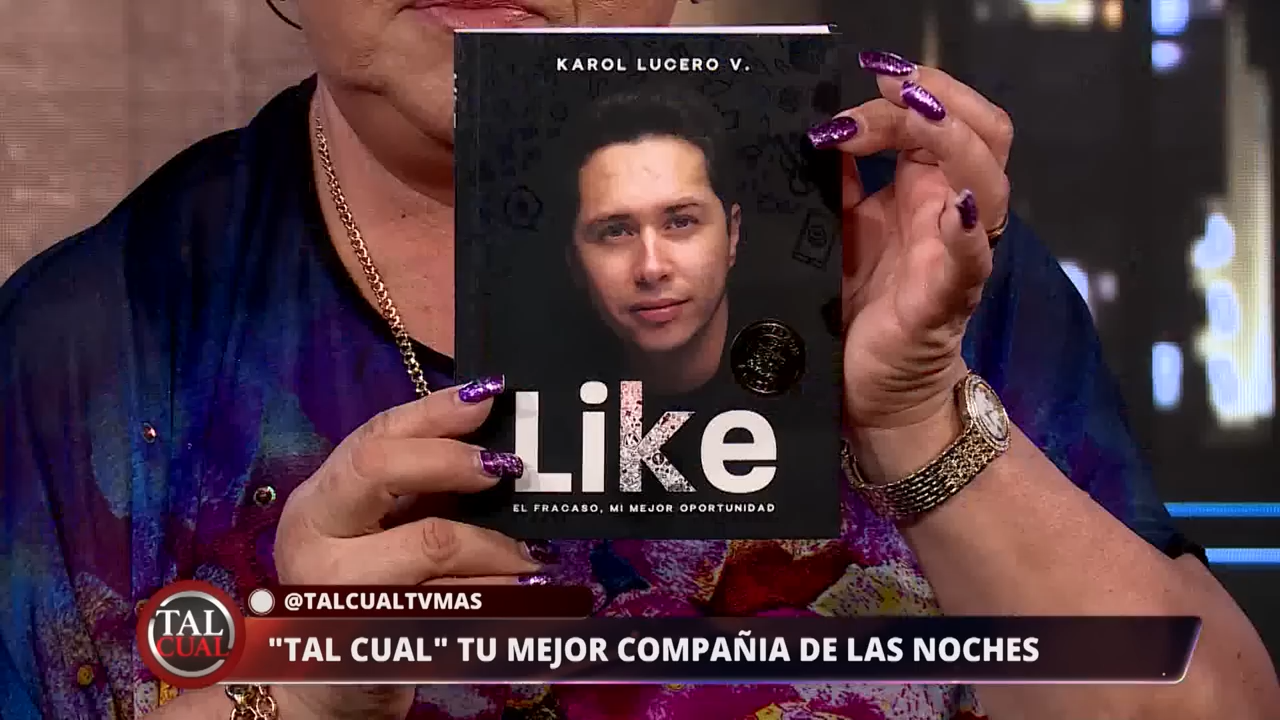 KAROL LUCERO V.
Like
EL FRACASO, MI MEJOR OPORTUNIDAD
@TALCUALTVMAS
TAL
CUAL
"TAL CUAL" TU MEJOR COMPAÑIA DE LAS NOCHES